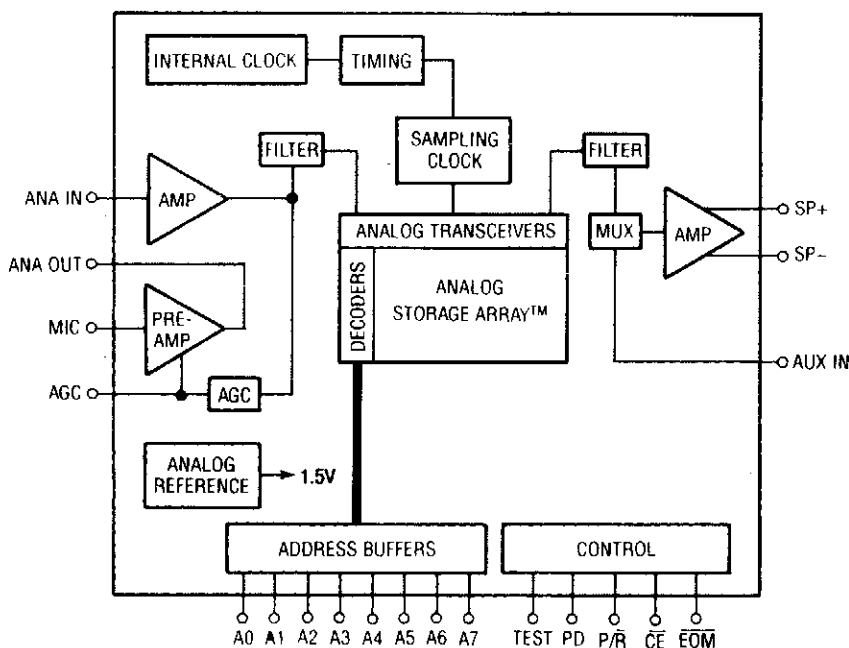 INTERNAL CLOCK
TIMING
FILTER
SAMPLING
CLOCK
FILTER
ANA IN
AMP
ANALOG TRANSCEIVERS
MUX
AMP
SP+
SP–
ANA OUT
DECODERS
ANALOG
STORAGE ARRAY™
MIC
PRE-
AMP
AUX IN
AGC
AGC
ANALOG
REFERENCE
1.5V
ADDRESS BUFFERS
CONTROL
A0 A1 A2 A3 A4 A5 A6 A7
TEST PD P/R̄ C̄Ē ĒŌM̄